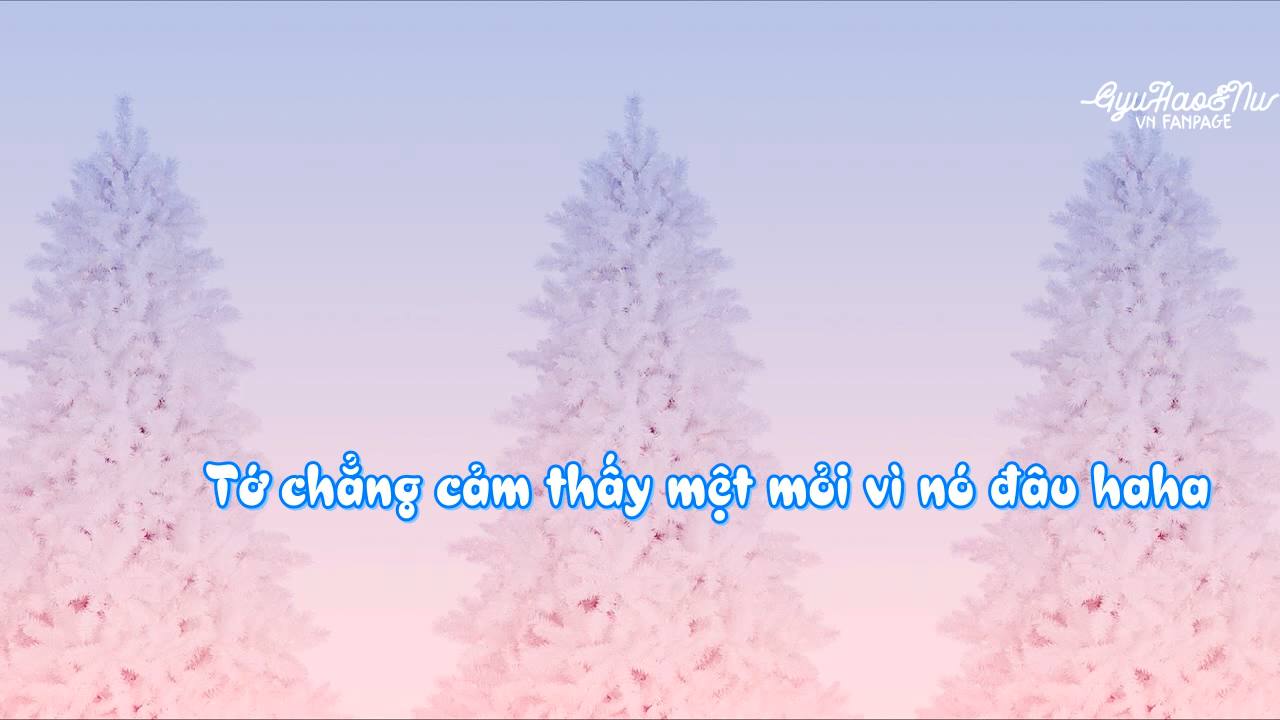 GyuHao&Nu
VN FANPAGE
Tớ chẳng cảm thấy mệt mỏi vì nó đâu haha